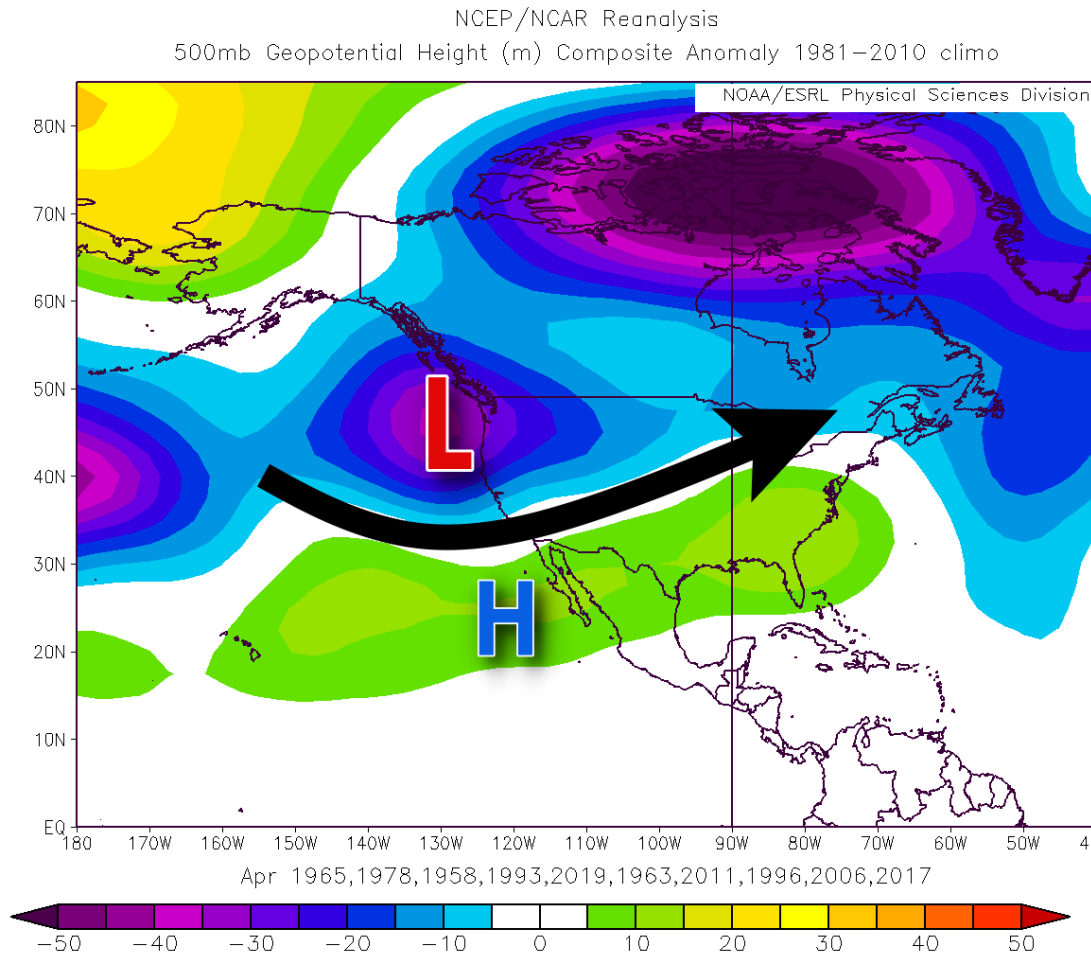 NCEP/NCAR Reanalysis
500mb Geopotential Height (m) Composite Anomaly 1981−2010 climo
NOAA/ESRL Physical Sciences Division
80N
70N
60N
50N
L
40N
30N
H
20N
10N
EQ
180 170W 160W 150W 140W 130W 120W 110W 100W 90W 80W 70W 60W 50W 4
Apr 1965,1978,1958,1993,2019,1963,2011,1996,2006,2017
−50 −40 −30 −20 −10 0 10 20 30 40 50